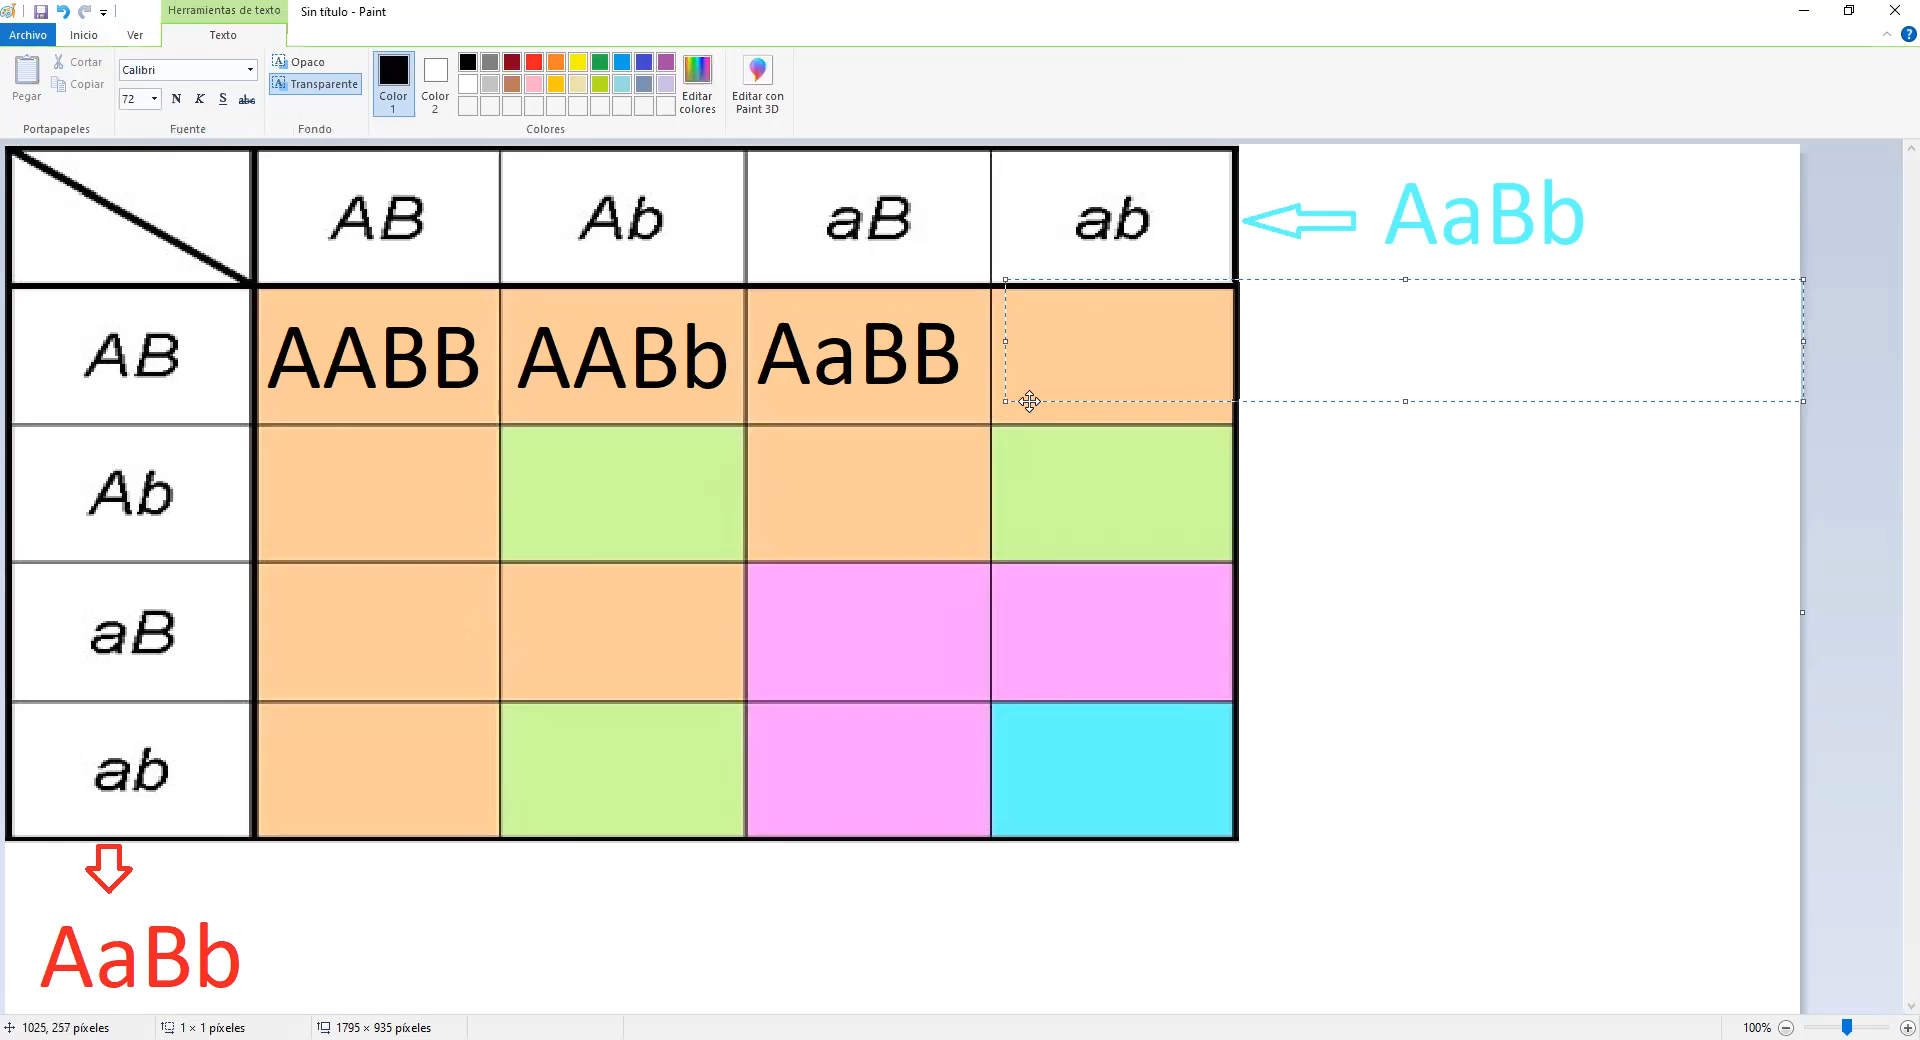 Herramientas de texto
Sin título - Paint
Archivo Inicio Ver Texto
Pegar Cortar Copiar
Calibri
72 N K S abc
Opaco
Transparente
Color 1
Color 2
Editar colores
Editar con Paint 3D
Portapapeles Fuente Fondo Colores
AB Ab aB ab AaBb
AB AABB AABb AaBB
Ab
aB
ab
AaBb
1025, 257 píxeles 1 × 1 píxeles 1795 × 935 píxeles 100%